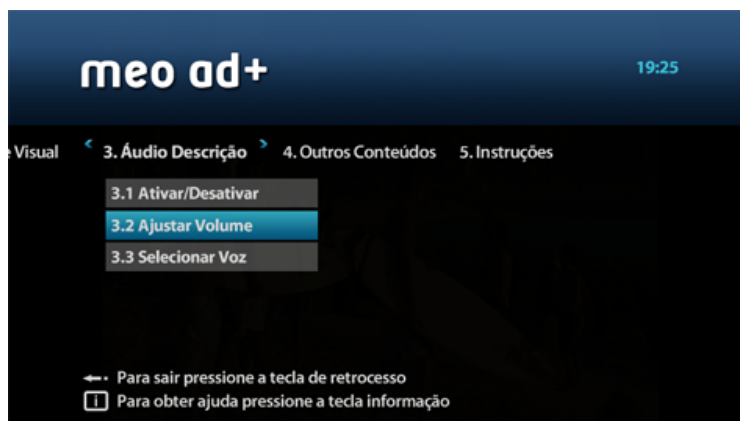 meo ad+
19:25
e Visual 3. Áudio Descrição 4. Outros Conteúdos 5. Instruções
3.1 Ativar/Desativar
3.2 Ajustar Volume
3.3 Selecionar Voz
Para sair pressione a tecla de retrocesso
i Para obter ajuda pressione a tecla informação